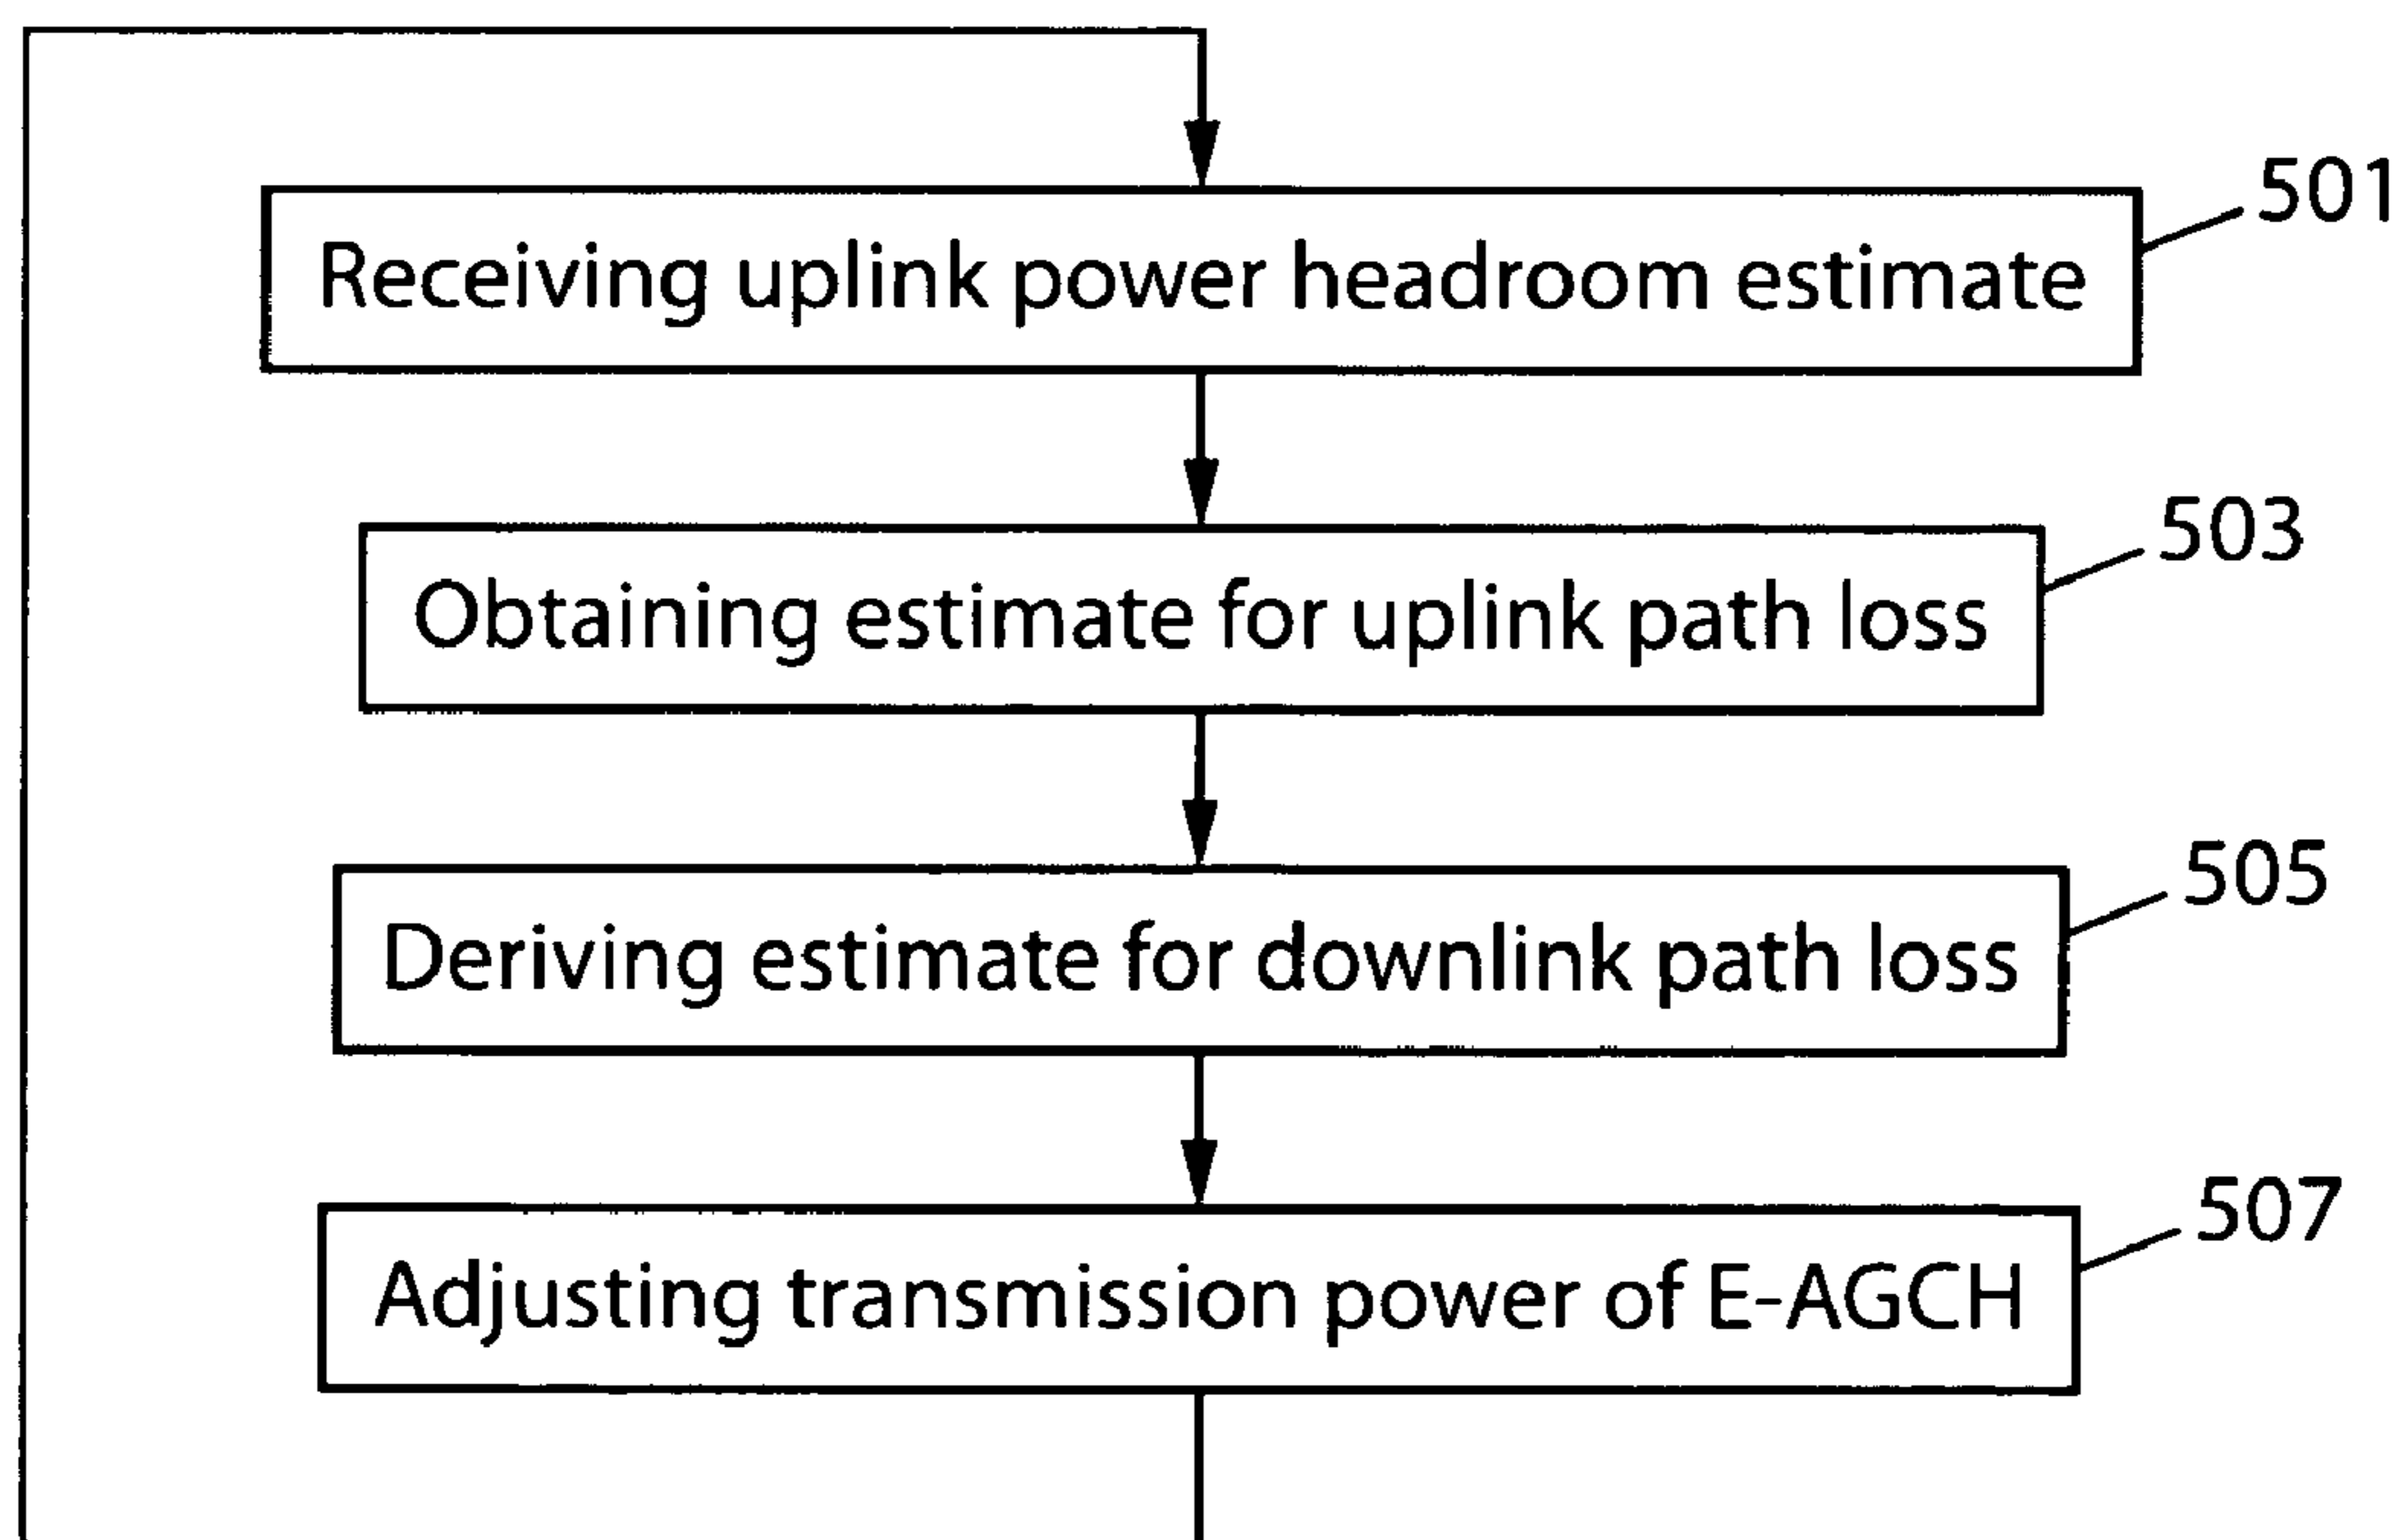 501
Receiving uplink power headroom estimate
503
Obtaining estimate for uplink path loss
505
Deriving estimate for downlink path loss
507
Adjusting transmission power of E-AGCH